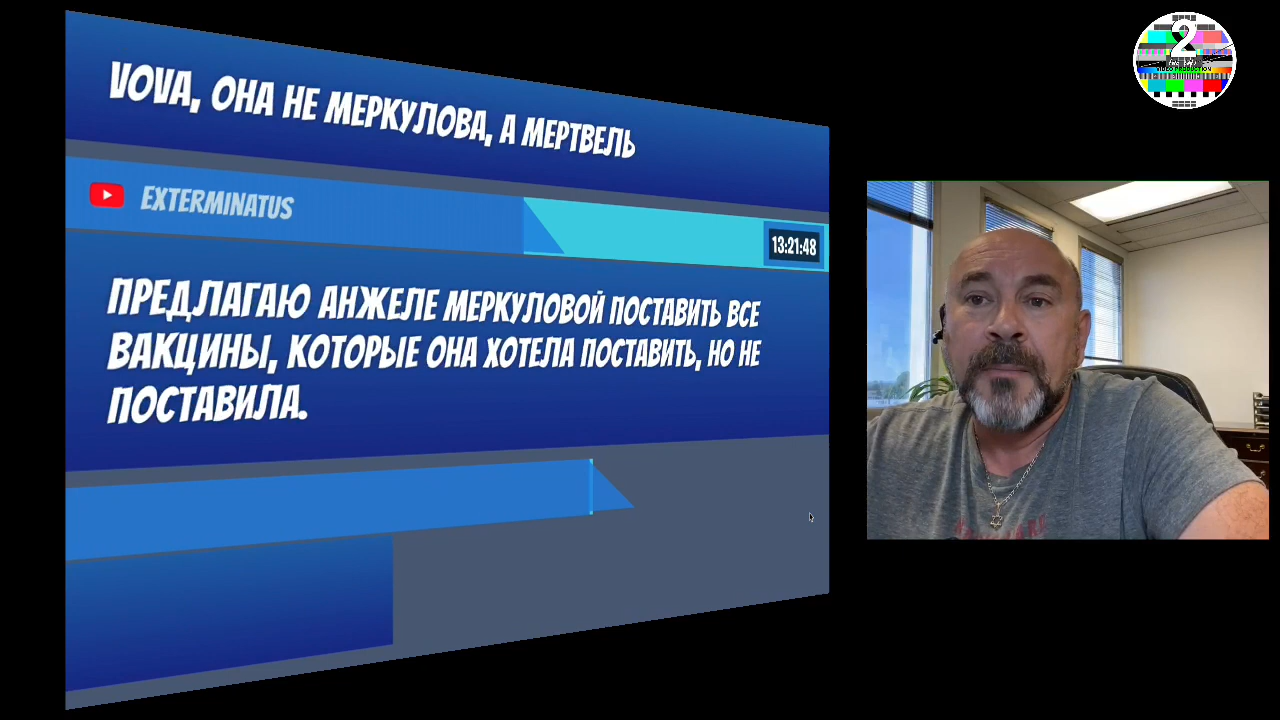 VOVA, ОНА НЕ МЕРКУЛОВА, А МЕРТВЕЛЬ
EXTERMINATUS
13:21:48
ПРЕДЛАГАЮ АНЖЕЛЕ МЕРКУЛОВОЙ ПОСТАВИТЬ ВСЕ
ВАКЦИНЫ, КОТОРЫЕ ОНА ХОТЕЛА ПОСТАВИТЬ, НО НЕ
ПОСТАВИЛА.
2